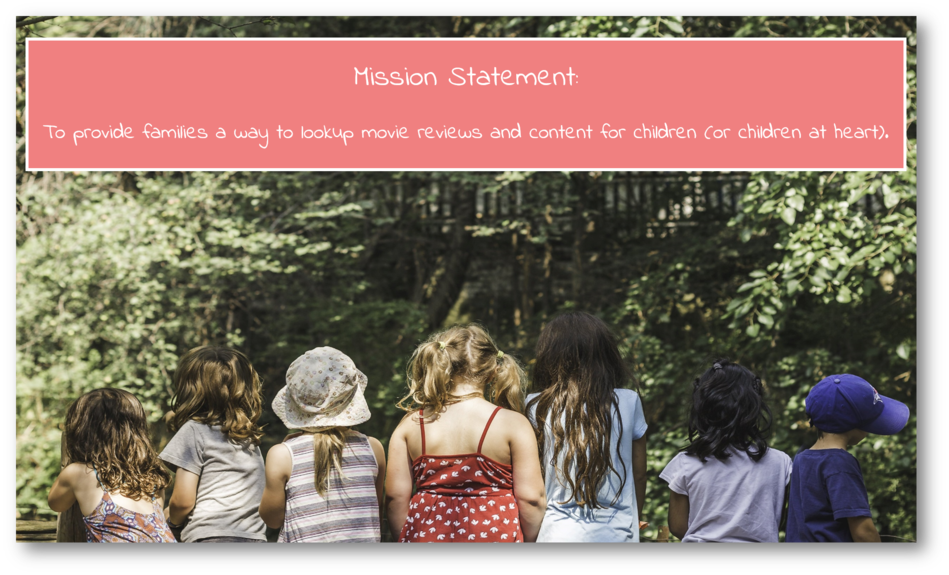 Mission Statement:
To provide families a way to lookup movie reviews and content for children (or children at heart).